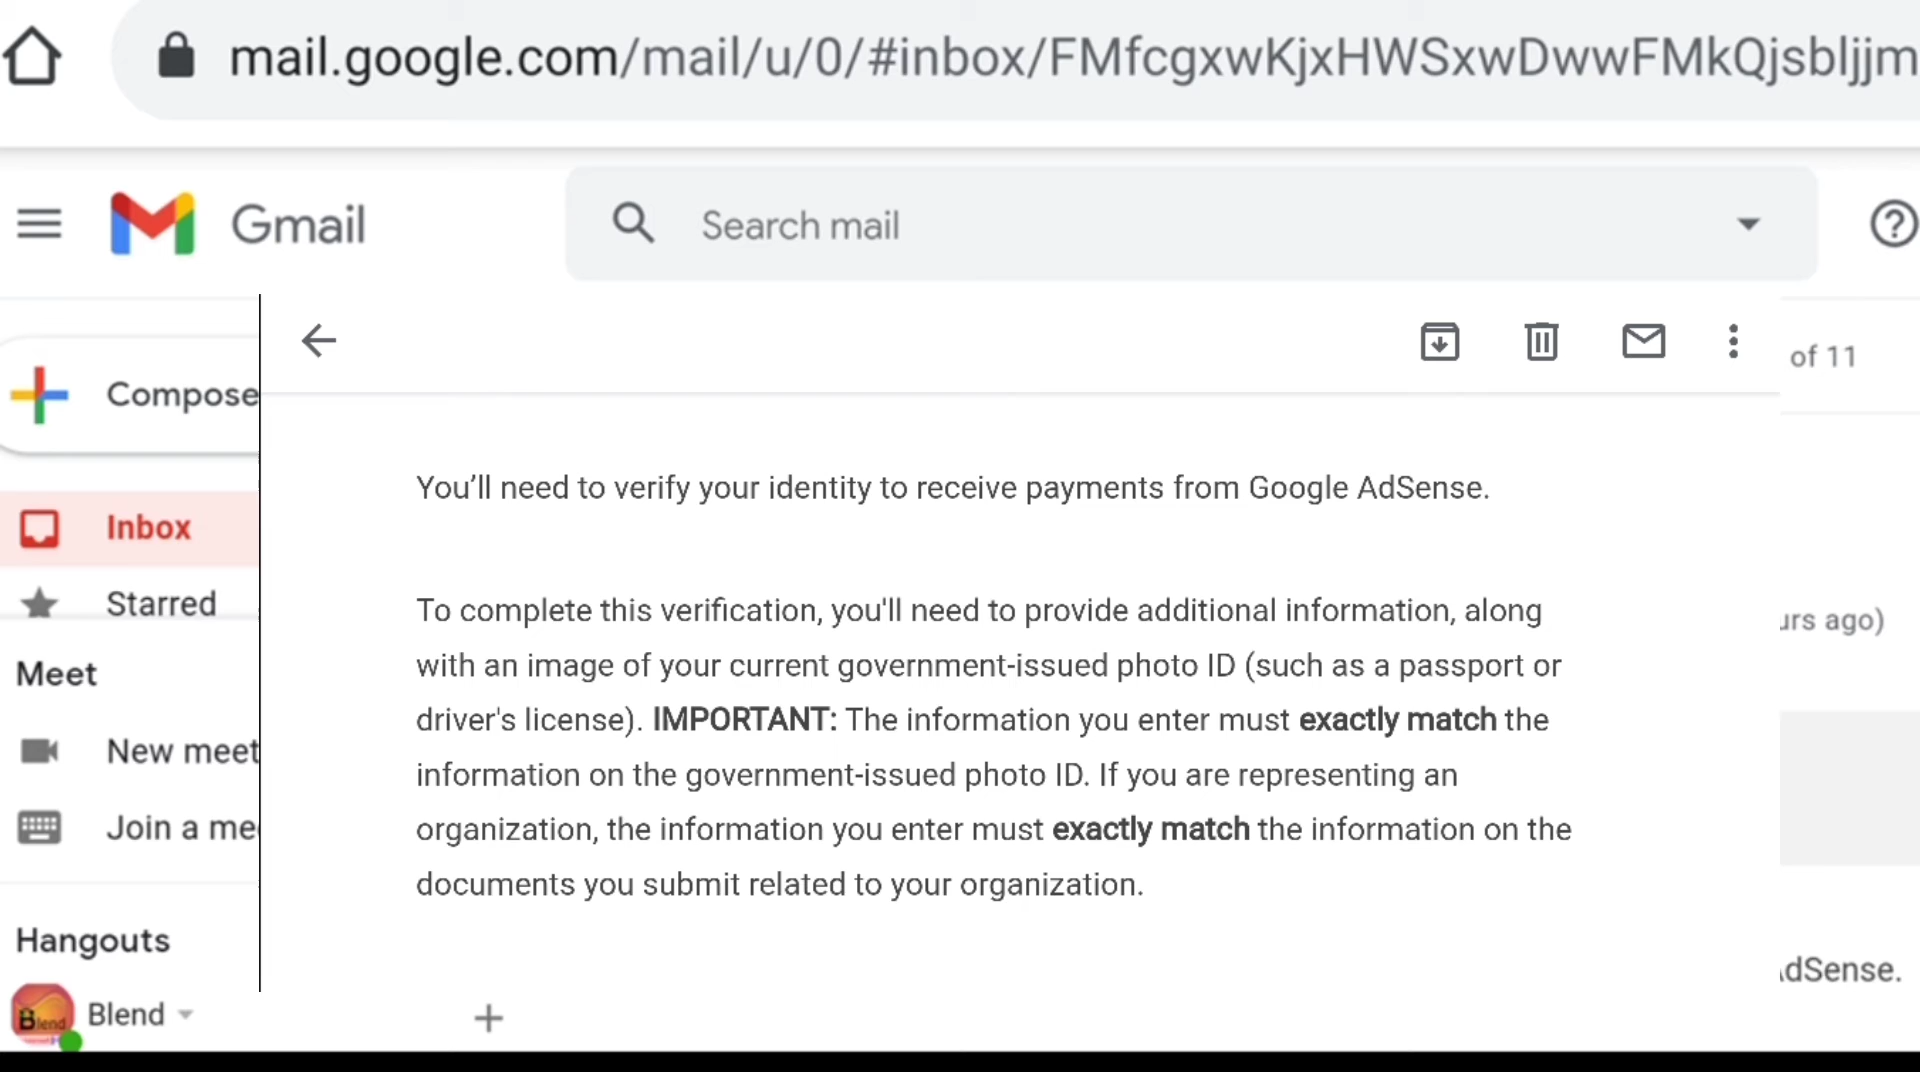 mail.google.com/mail/u/0/#inbox/FMfcgxwKjxHWSxwDwwFMkQjsbljjm
Gmail
Search mail
of 11
Compose
You’ll need to verify your identity to receive payments from Google AdSense.
Inbox
Starred
To complete this verification, you'll need to provide additional information, along
urs ago)
with an image of your current government-issued photo ID (such as a passport or
Meet
driver's license). IMPORTANT: The information you enter must exactly match the
New meet
information on the government-issued photo ID. If you are representing an
Join a me
organization, the information you enter must exactly match the information on the
documents you submit related to your organization.
Hangouts
dSense.
Blend
Blend